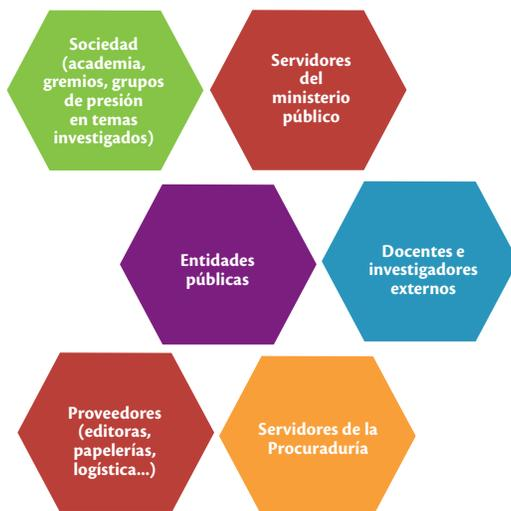 Sociedad
(academia,
gremios, grupos
de presión
en temas
investigados)
Servidores
del
ministerio
público
Entidades
públicas
Docentes e
investigadores
externos
Proveedores
(editoras,
papelerías,
logística...)
Servidores de la
Procuraduría